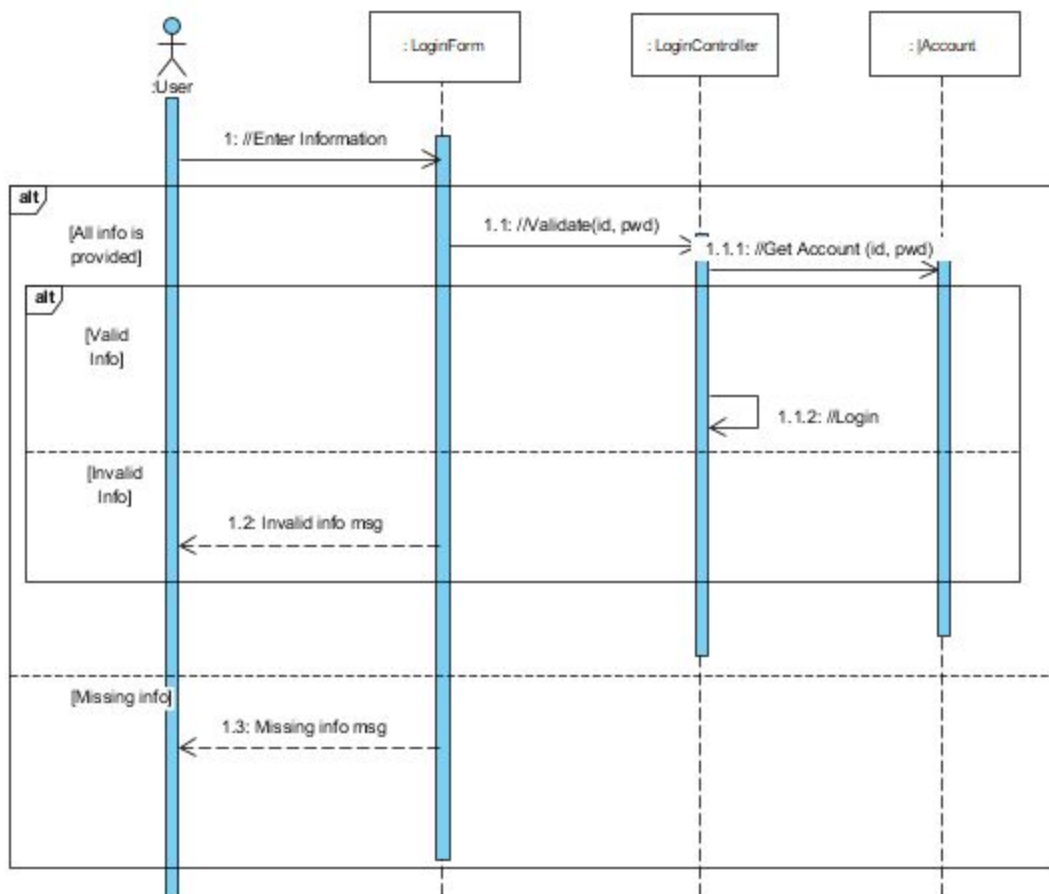 :User
: LoginForm
: LoginController
: |Account
1: //Enter Information
alt
[All info is
provided]
1.1: //Validate(id, pwd)
1.1.1: //Get Account (id, pwd)
alt
[Valid
Info]
1.1.2: //Login
[Invalid
Info]
1.2: Invalid info msg
[Missing info]
1.3: Missing info msg